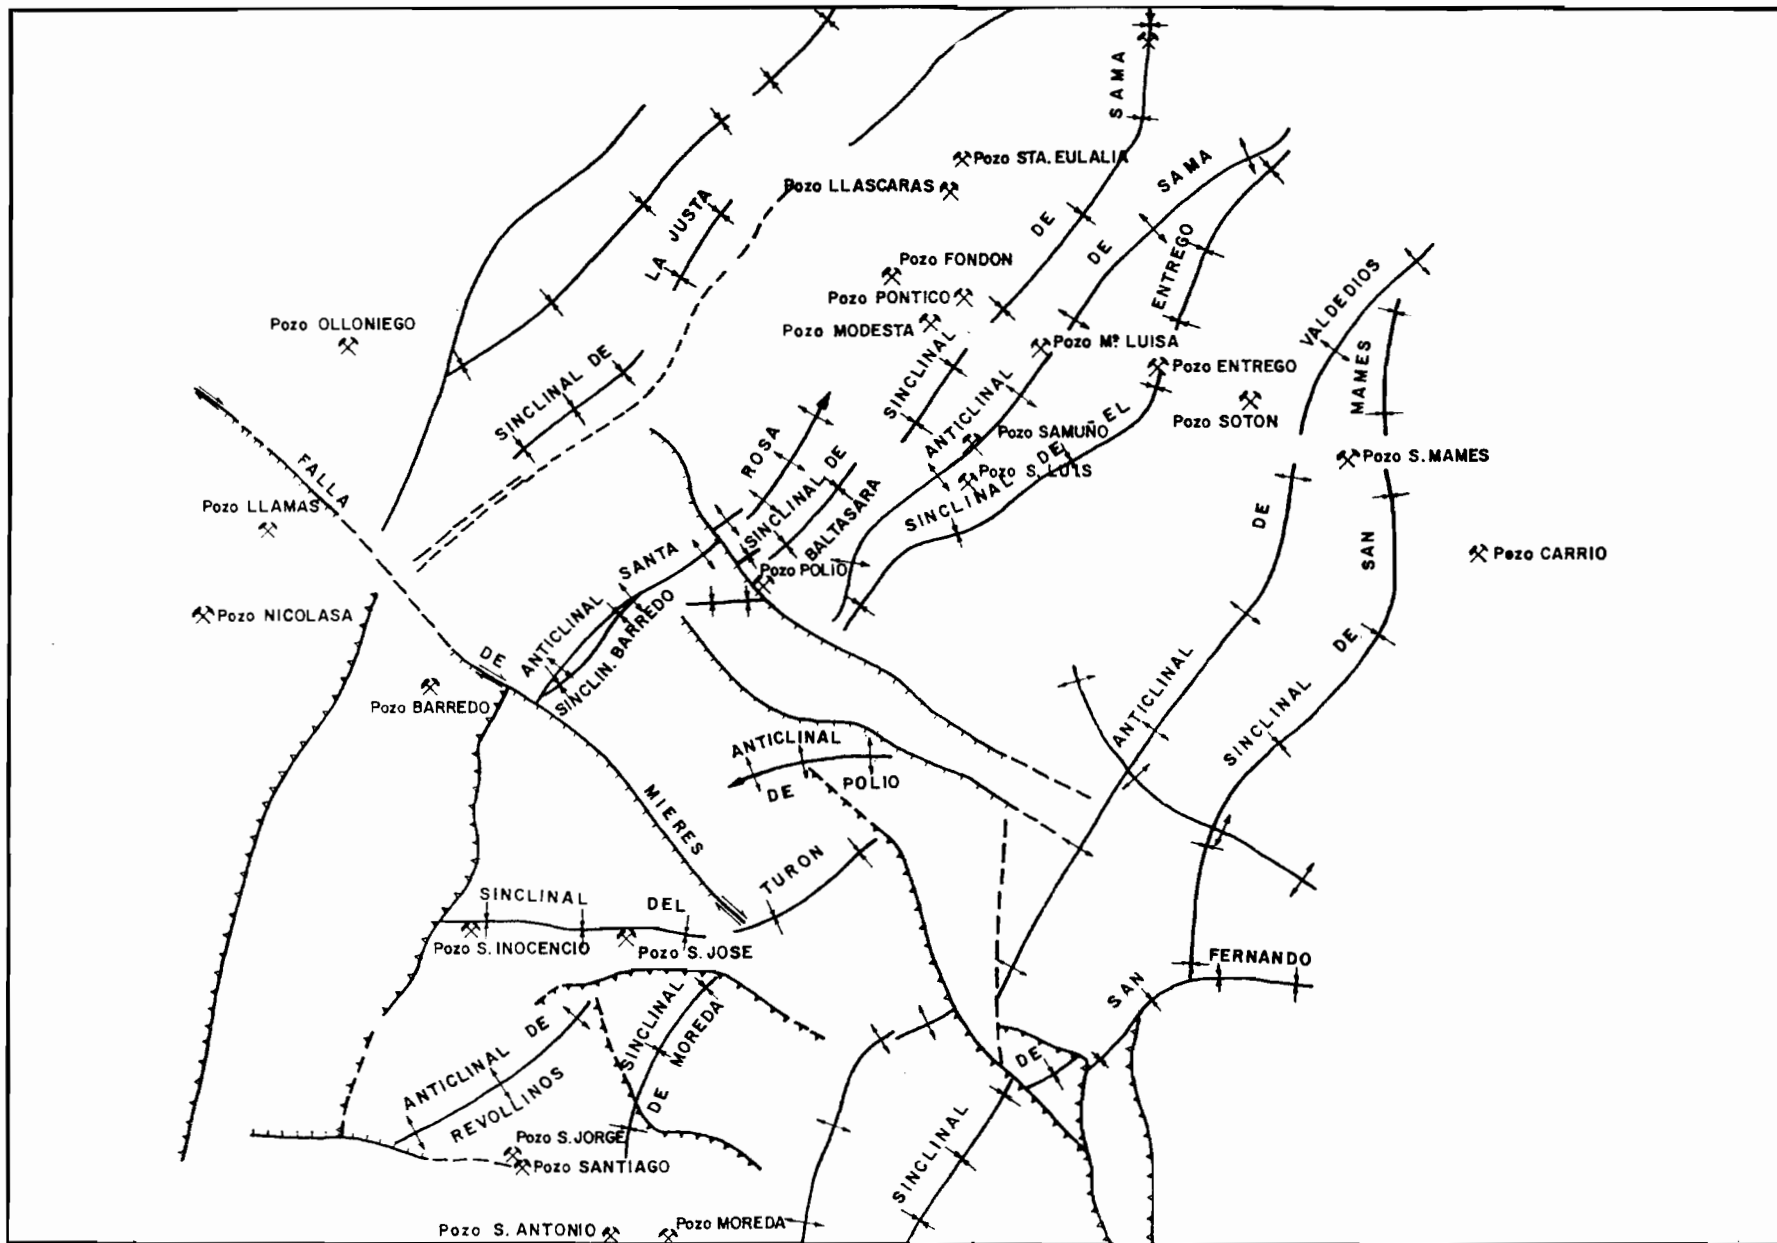 SINCLINAL DE SAMA
ANTICLINAL DE SAMA
Pozo STA. EULALIA
Pozo LLASCARAS
SINCLINAL DE LA JUSTA
SINCLINAL DE EL ENTREGO
Pozo FONDON
Pozo PONTICO
Pozo MODESTA
Pozo OLLONIEGO
Pozo Mª LUISA
Pozo ENTREGO
Pozo SOTON
ANTICLINAL DE VALDEDIOS
SINCLINAL DE SAN MAMES
Pozo SAMUÑO
Pozo S. LUIS
Pozo S. MAMES
FALLA DE MIERES
Pozo LLAMAS
ANTICLINAL SANTA ROSA
SINCLINAL DE BALTASARA
Pozo CARRIO
Pozo POLIO
SINCLIN. BARREDO
Pozo NICOLASA
Pozo BARREDO
ANTICLINAL DE POLIO
SINCLINAL DEL TURON
Pozo S. INOCENCIO
Pozo S. JOSE
SINCLINAL DE SAN FERNANDO
ANTICLINAL DE REVOLLINOS
SINCLINAL DE MOREDA
Pozo S. JORGE
Pozo SANTIAGO
Pozo S. ANTONIO
Pozo MOREDA